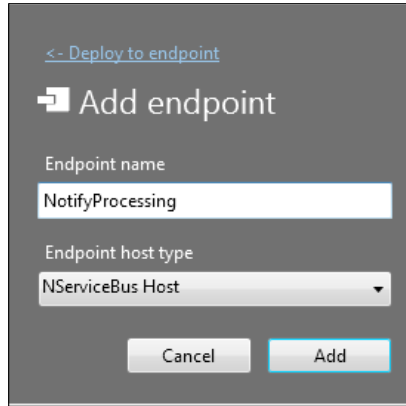 <- Deploy to endpoint
Add endpoint
Endpoint name
NotifyProcessing
Endpoint host type
NServiceBus Host
Cancel Add